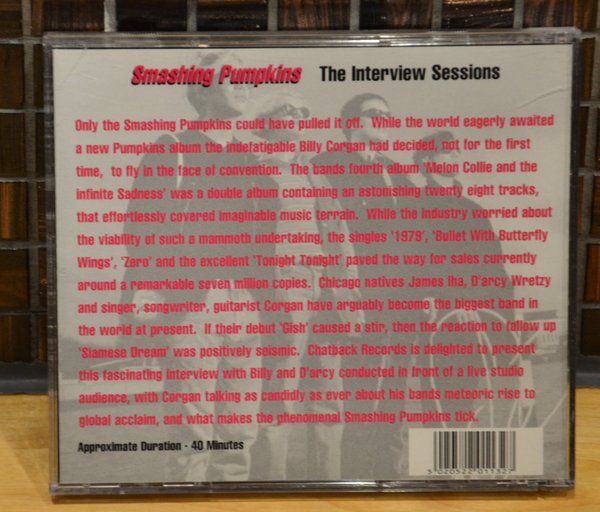 Smashing Pumpkins The Interview Sessions
Only the Smashing Pumpkins could have pulled it off. While the world eagerly awaited
a new Pumpkins album the indefatigable Billy Corgan had decided, not for the first
time, to fly in the face of convention. The bands fourth album 'Melon Collie and the
infinite Sadness' was a double album containing an astonishing twenty eight tracks,
that effortlessly covered imaginable music terrain. While the industry worried about
the viability of such a mammoth undertaking, the singles '1979', 'Bullet With Butterfly
Wings', 'Zero' and the excellent 'Tonight Tonight' paved the way for sales currently
around a remarkable seven million copies. Chicago natives James Iha, D'arcy Wretzy
and singer, songwriter, guitarist Corgan have arguably become the biggest band in
the world at present. If their debut 'Gish' caused a stir, then the reaction to follow up
'Siamese Dream' was positively seismic. Chatback Records is delighted to present
this fascinating interview with Billy and D'arcy conducted in front of a live studio
audience, with Corgan talking as candidly as ever about his bands meteoric rise to
global acclaim, and what makes the phenomenal Smashing Pumpkins tick.
Approximate Duration - 40 Minutes
5 020522 011327